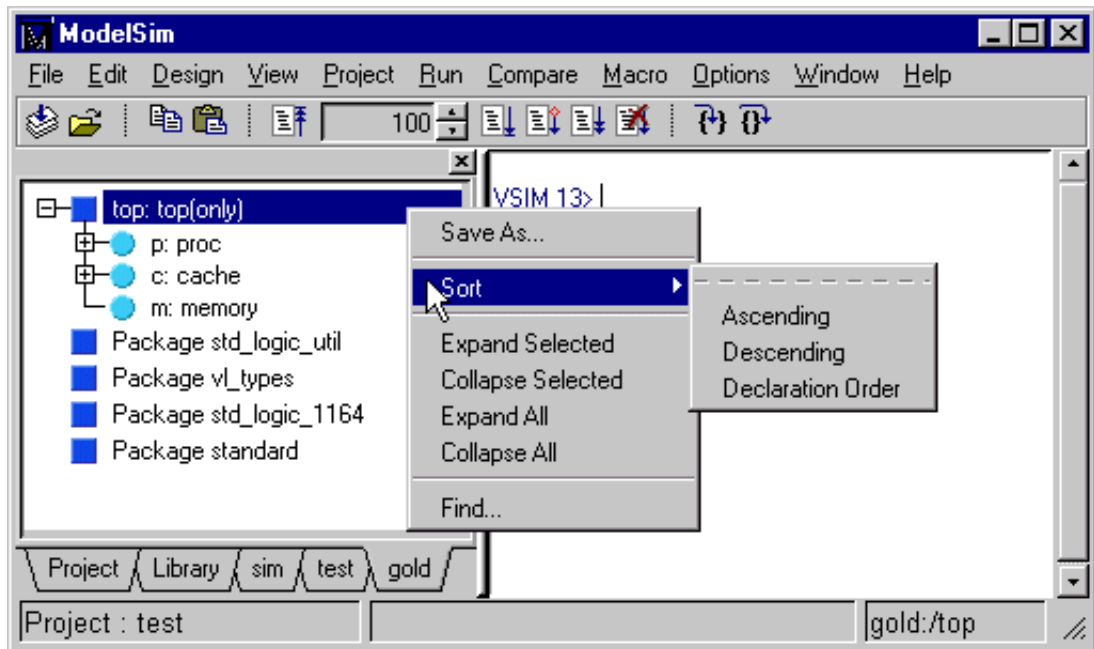 ModelSim
File Edit Design View Project Run Compare Macro Options Window Help
100
VSIM 13>
top: top(only)
p: proc
c: cache
m: memory
Package std_logic_util
Package vl_types
Package std_logic_1164
Package standard
Save As...
Sort
Expand Selected
Collapse Selected
Expand All
Collapse All
Find...
Ascending
Descending
Declaration Order
Project Library sim test gold
Project : test gold:/top